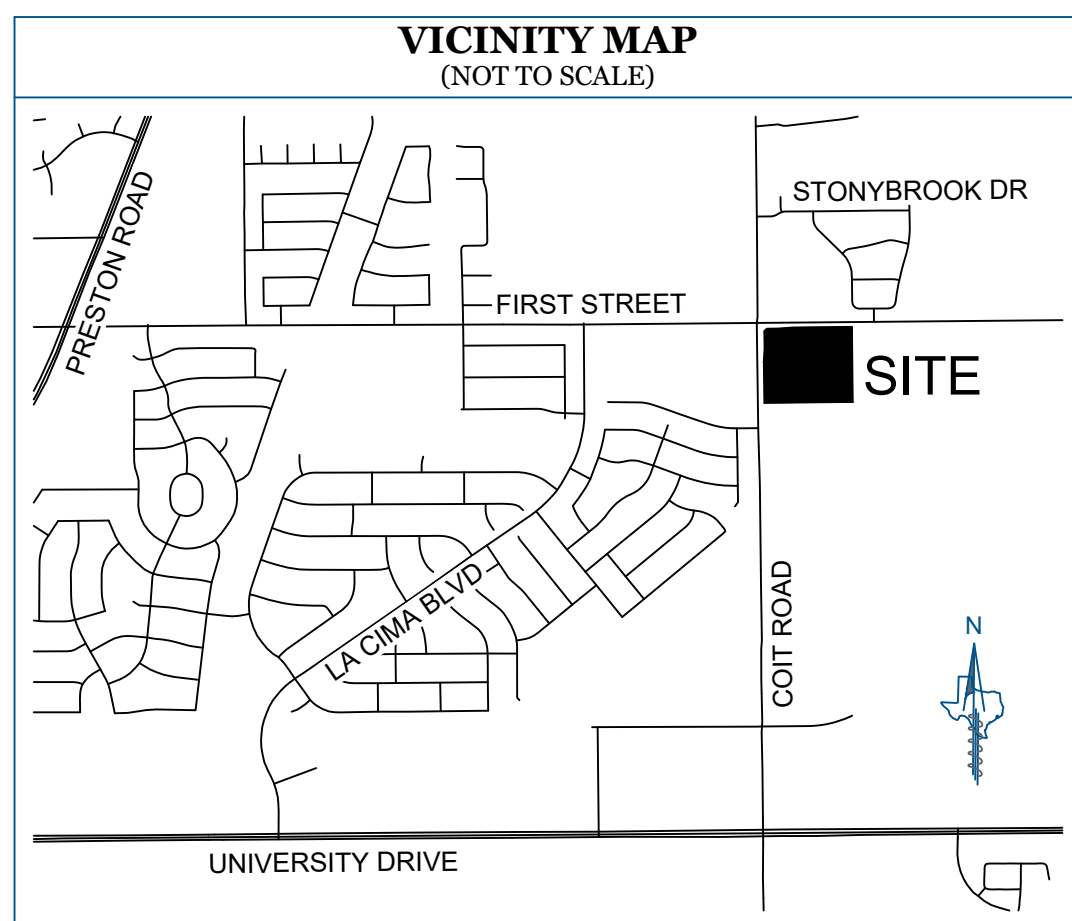 VICINITY MAP
(NOT TO SCALE)
STONYBROOK DR
PRESTON ROAD
FIRST STREET
SITE
LA CIMA BLVD
COIT ROAD
N
UNIVERSITY DRIVE